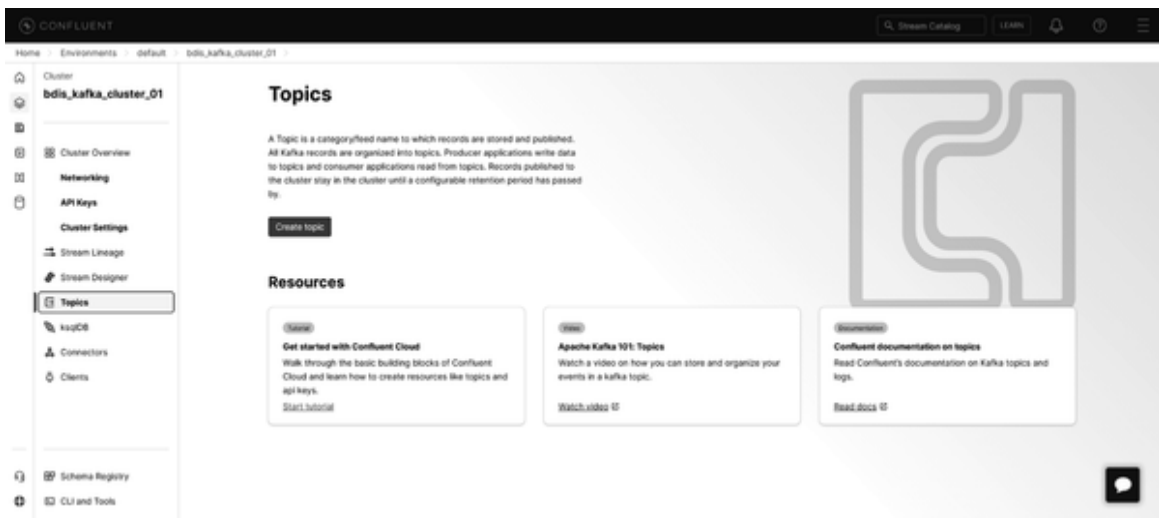 CONFLUENT
Stream Catalog
LEARN
Home > Environments > default > bdis_kafka_cluster_01 >
Cluster
bdis_kafka_cluster_01
Cluster Overview
Networking
API Keys
Cluster Settings
Stream Lineage
Stream Designer
Topics
ksqlDB
Connectors
Clients
Schema Registry
CLI and Tools
Topics
A Topic is a category/feed name to which records are stored and published.
All Kafka records are organized into topics. Producer applications write data
to topics and consumer applications read from topics. Records published to
the cluster stay in the cluster until a configurable retention period has passed
by.
Create topic
Resources
Tutorial
Get started with Confluent Cloud
Walk through the basic building blocks of Confluent
Cloud and learn how to create resources like topics and
api keys.
Start tutorial
Video
Apache Kafka 101: Topics
Watch a video on how you can store and organize your
events in a kafka topic.
Watch video
Documentation
Confluent documentation on topics
Read Confluent's documentation on Kafka topics and
logs.
Read docs